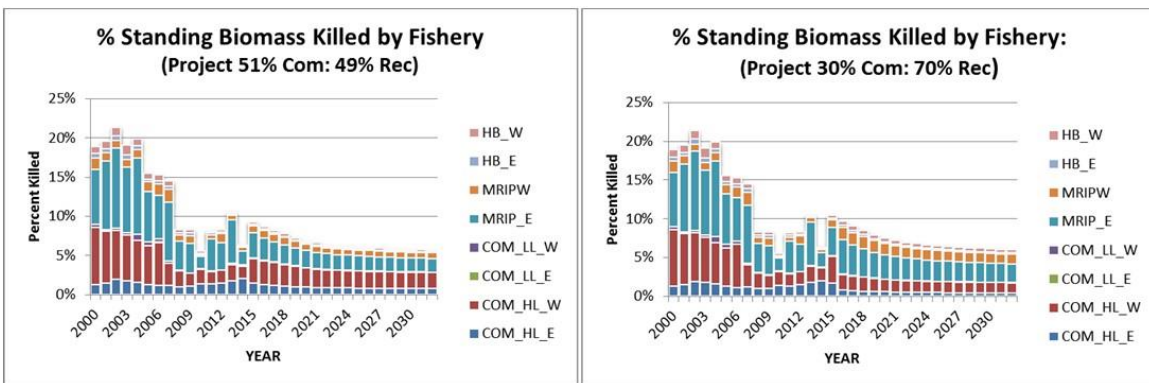 % Standing Biomass Killed by Fishery
(Project 51% Com: 49% Rec)
25%
20%
15%
10%
5%
0%
Percent Killed
2000
2003
2006
2009
2012
2015
2018
2021
2024
2027
2030
YEAR
HB_W
HB_E
MRIPW
MRIP_E
COM_LL_W
COM_LL_E
COM_HL_W
COM_HL_E
% Standing Biomass Killed by Fishery:
(Project 30% Com: 70% Rec)
25%
20%
15%
10%
5%
0%
Percent Killed
2000
2003
2006
2009
2012
2015
2018
2021
2024
2027
2030
YEAR
HB_W
HB_E
MRIPW
MRIP_E
COM_LL_W
COM_LL_E
COM_HL_W
COM_HL_E